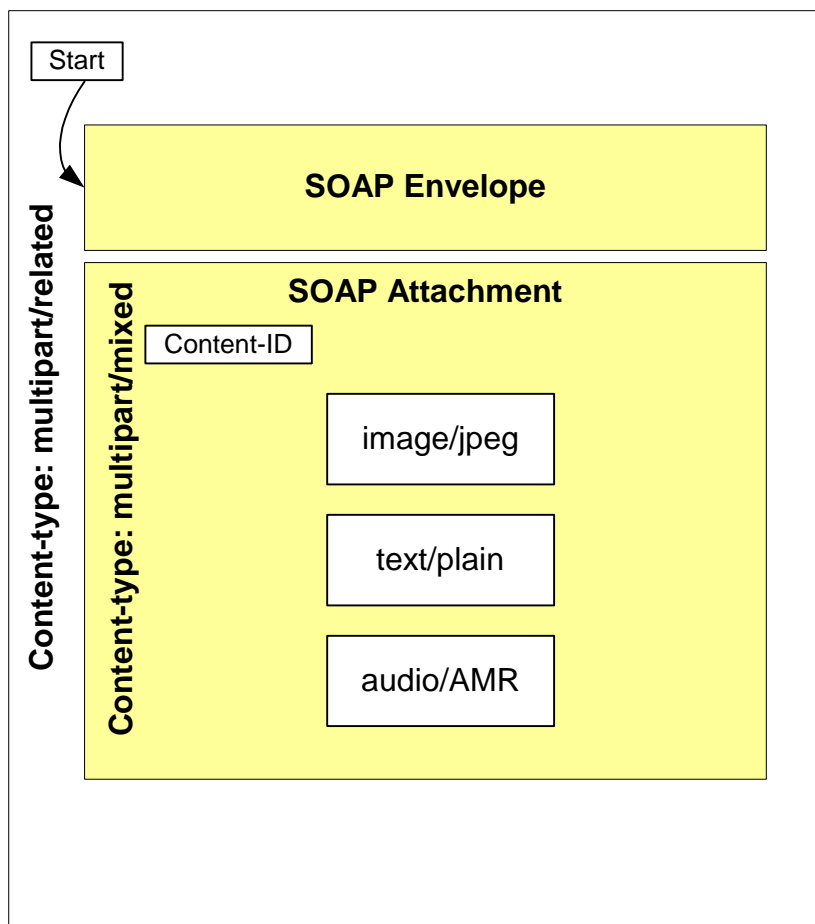 Start
SOAP Envelope
Content-type: multipart/related
SOAP Attachment
Content-type: multipart/mixed
Content-ID
image/jpeg
text/plain
audio/AMR